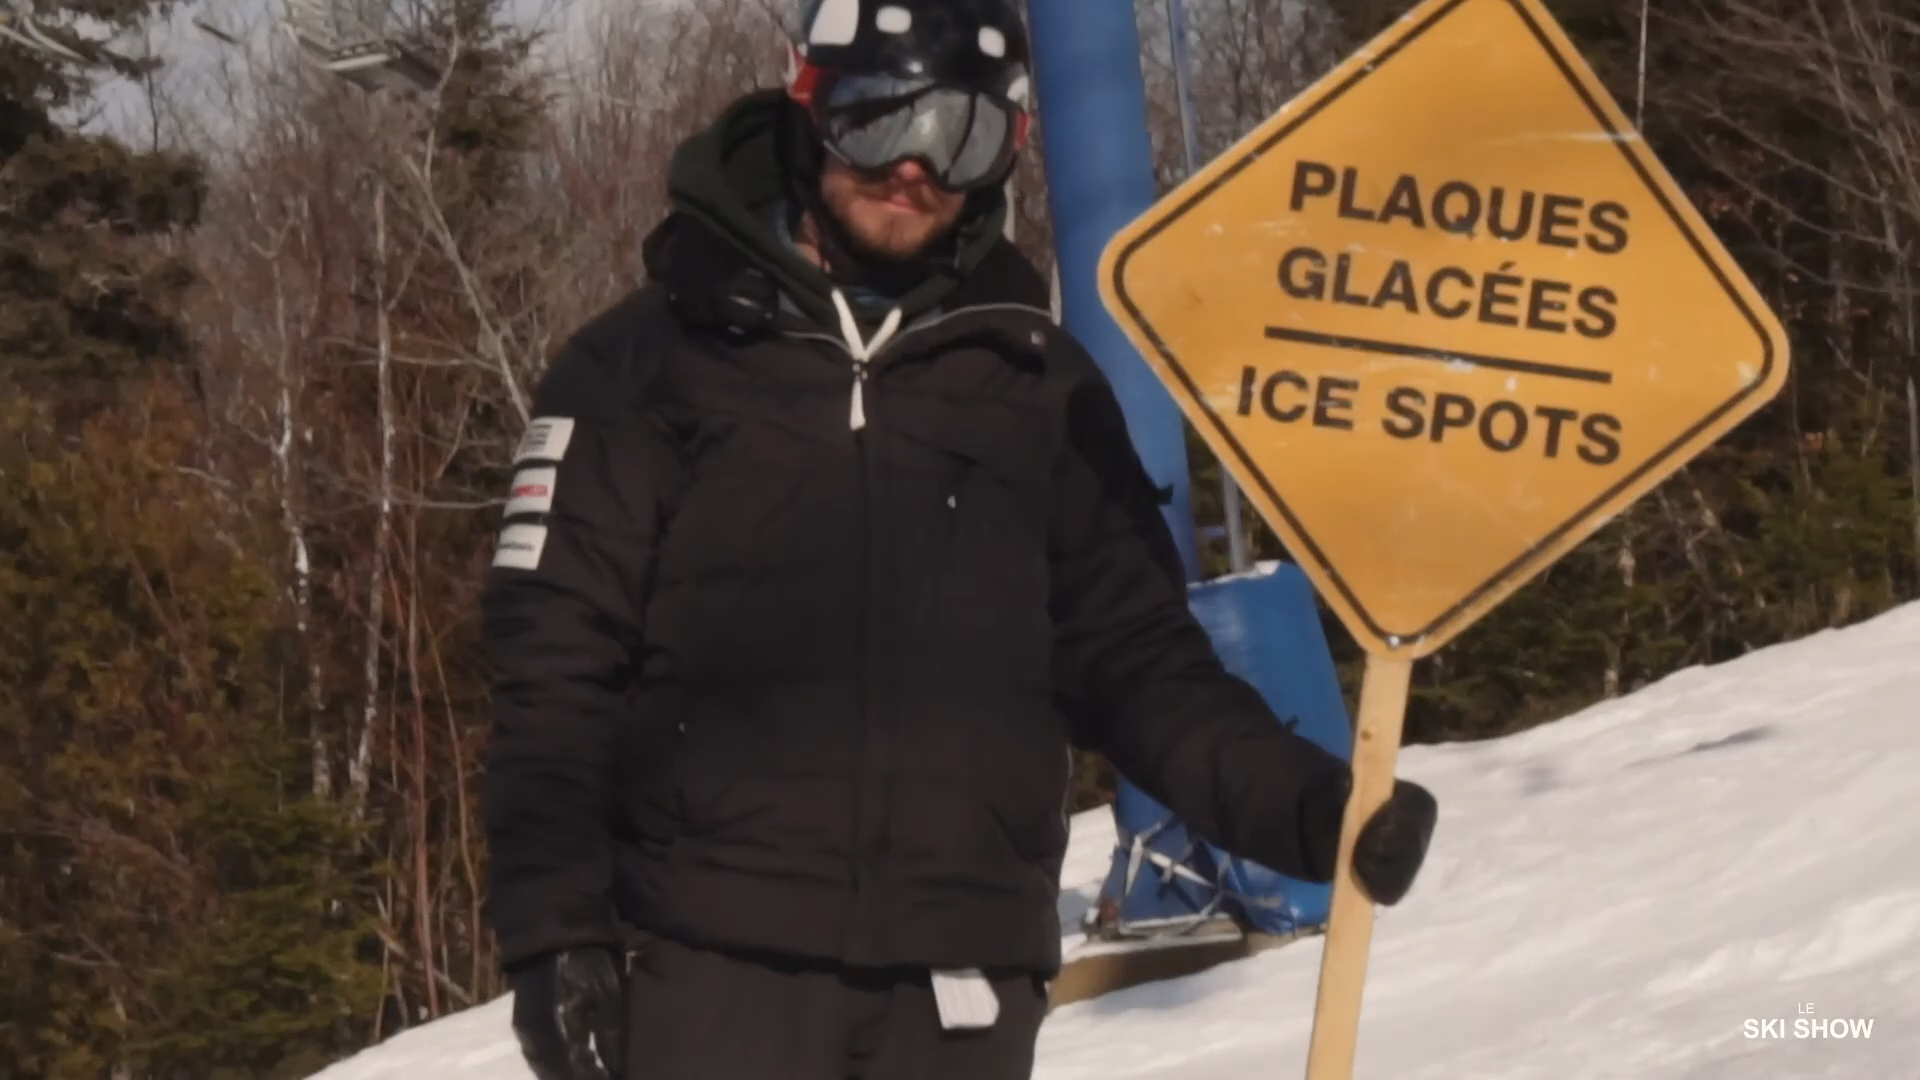 PLAQUES
GLACÉES
ICE SPOTS
LE
SKI SHOW